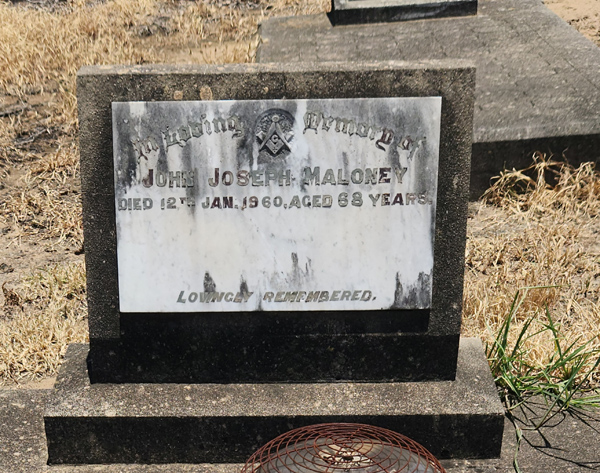 In Loving Memory of
John Joseph Maloney
Died 12th Jan. 1960, Aged 68 Years.
Lovingly Remembered.